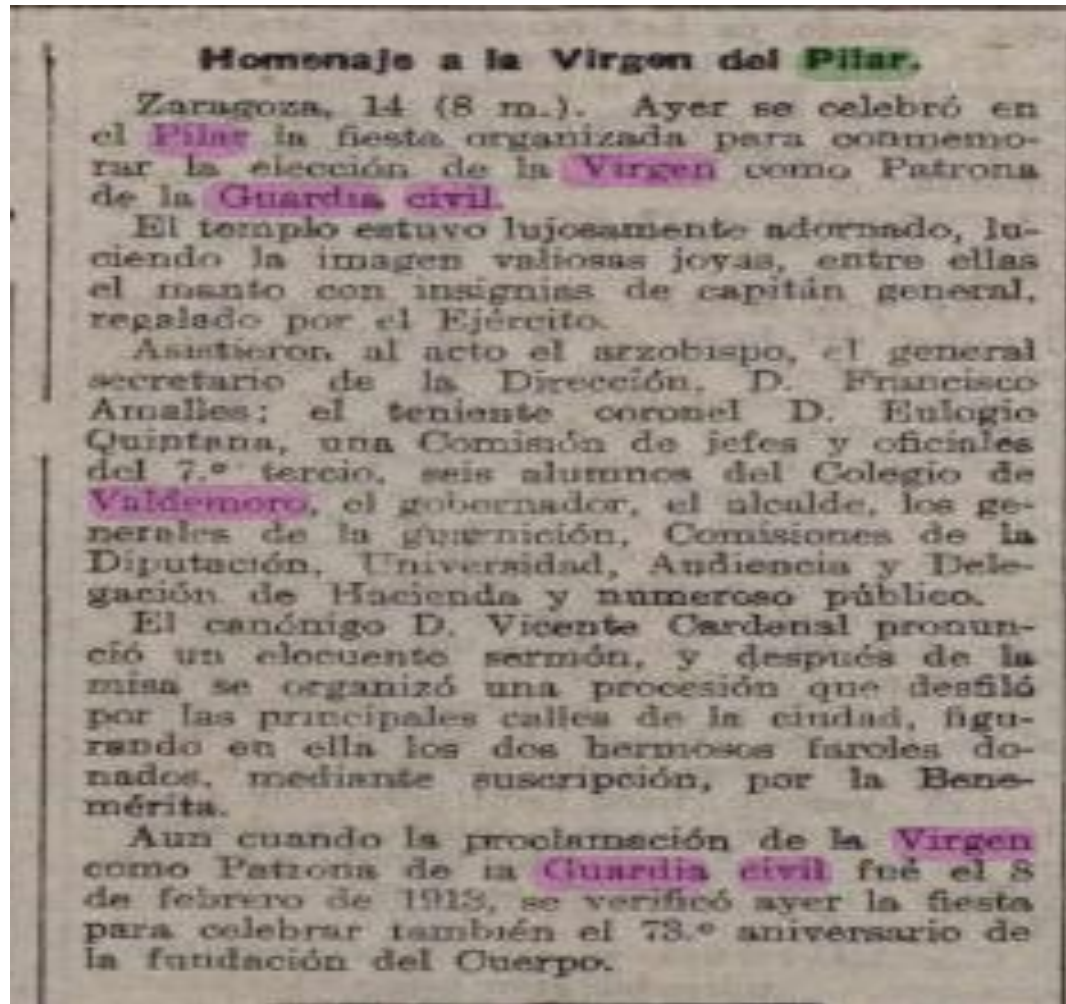 Homenaje a la Virgen del Pilar.
Zaragoza, 14 (8 m.). Ayer se celebró en
el Pilar la fiesta organizada para conmemo-
rar la elección de la Virgen como Patrona
de la Guardia civil.
El templo estuvo lujosamente adornado, lu-
ciendo la imagen valiosas joyas, entre ellas
el manto con insignias de capitán general,
regalado por el Ejército.
Asistieron al acto el arzobispo, el general
secretario de la Dirección, D. Francisco
Arnalles; el teniente coronel D. Eulogio
Quintana, una Comisión de jefes y oficiales
del 7.º tercio, seis alumnos del Colegio de
Valdemoro, el gobernador, el alcalde, los ge-
nerales de la guarnición, Comisiones de la
Diputación, Universidad, Audiencia y Dele-
gación de Hacienda y numeroso público.
El canónigo D. Vicente Cardenal pronun-
ció un elocuente sermón, y después de la
misa se organizó una procesión que desfiló
por las principales calles de la ciudad, figu-
rando en ella los dos hermosos faroles do-
nados, mediante suscripción, por la Bene-
mérita.
Aun cuando la proclamación de la Virgen
como Patrona de la Guardia civil fué el 8
de febrero de 1913, se verificó ayer la fiesta
para celebrar también el 73.º aniversario de
la fundación del Cuerpo.